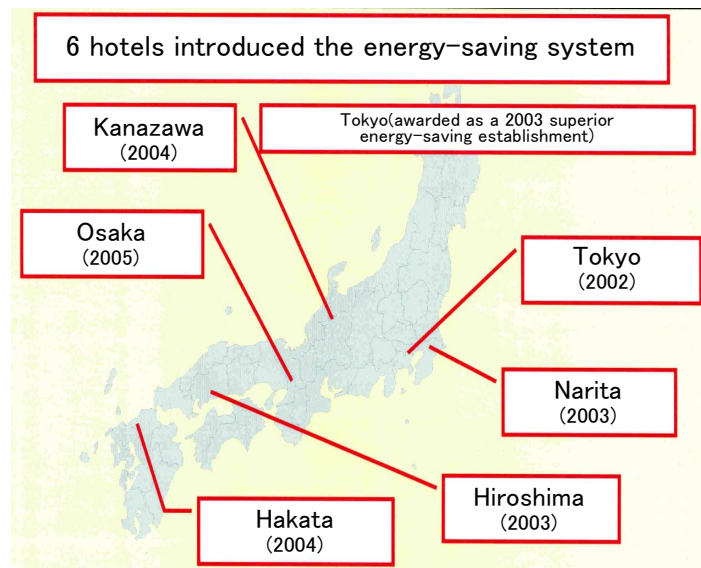 6 hotels introduced the energy-saving system
Kanazawa
(2004)
Tokyo(awarded as a 2003 superior
energy-saving establishment)
Osaka
(2005)
Tokyo
(2002)
Narita
(2003)
Hiroshima
(2003)
Hakata
(2004)